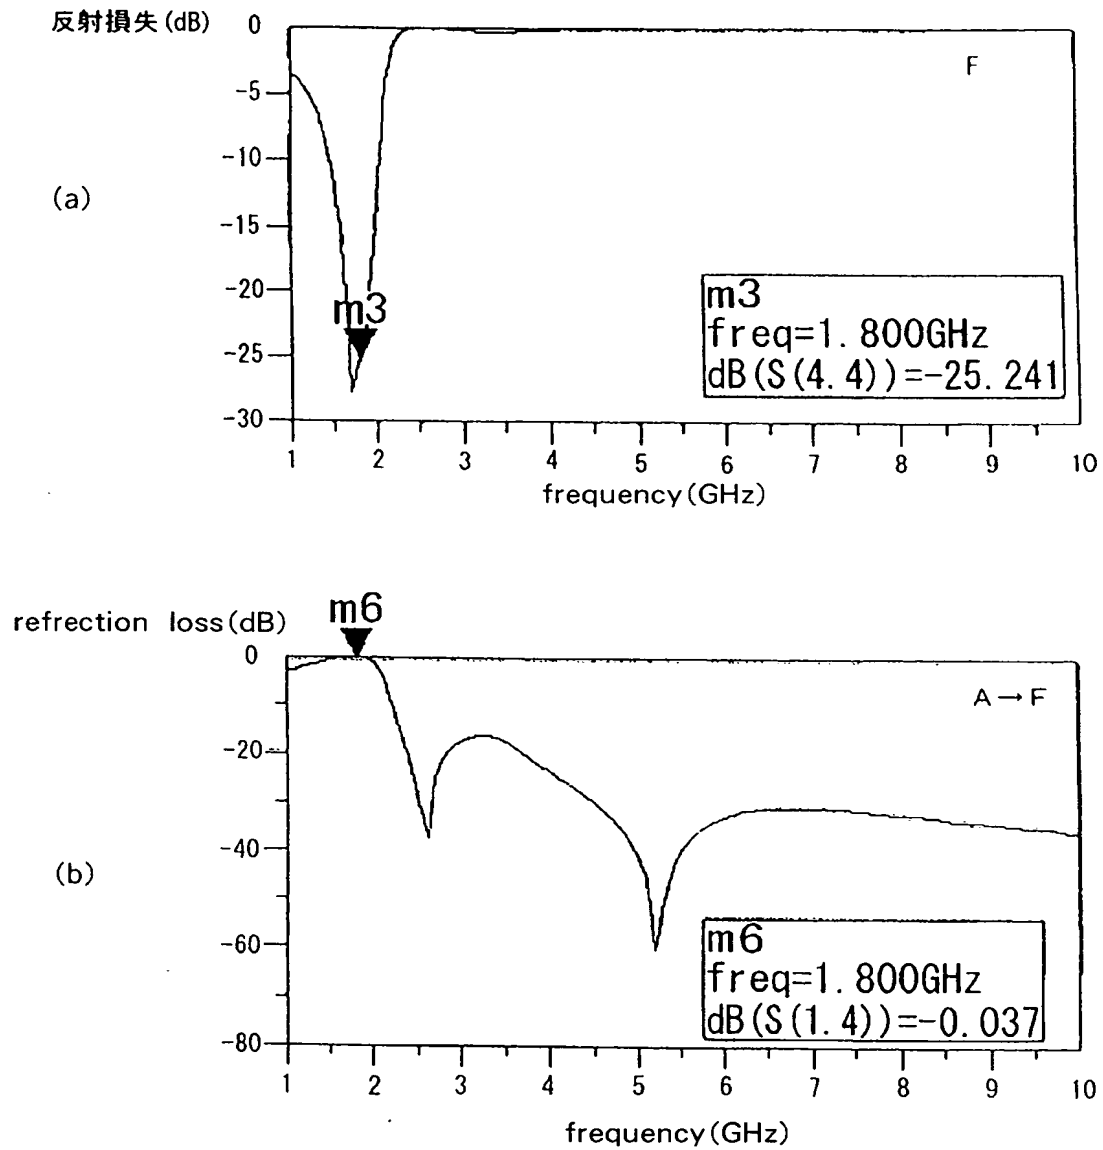 反射損失(dB)
0
F
-5
-10
(a)
-15
-20
m3
m3
freq=1.800GHz
-25
dB(S(4.4))=-25.241
-30
1 2 3 4 5 6 7 8 9 10
frequency(GHz)
m6
refrection loss(dB)
0
A→F
-20
-40
(b)
m6
-60
freq=1.800GHz
dB(S(1.4))=-0.037
-80
1 2 3 4 5 6 7 8 9 10
frequency(GHz)